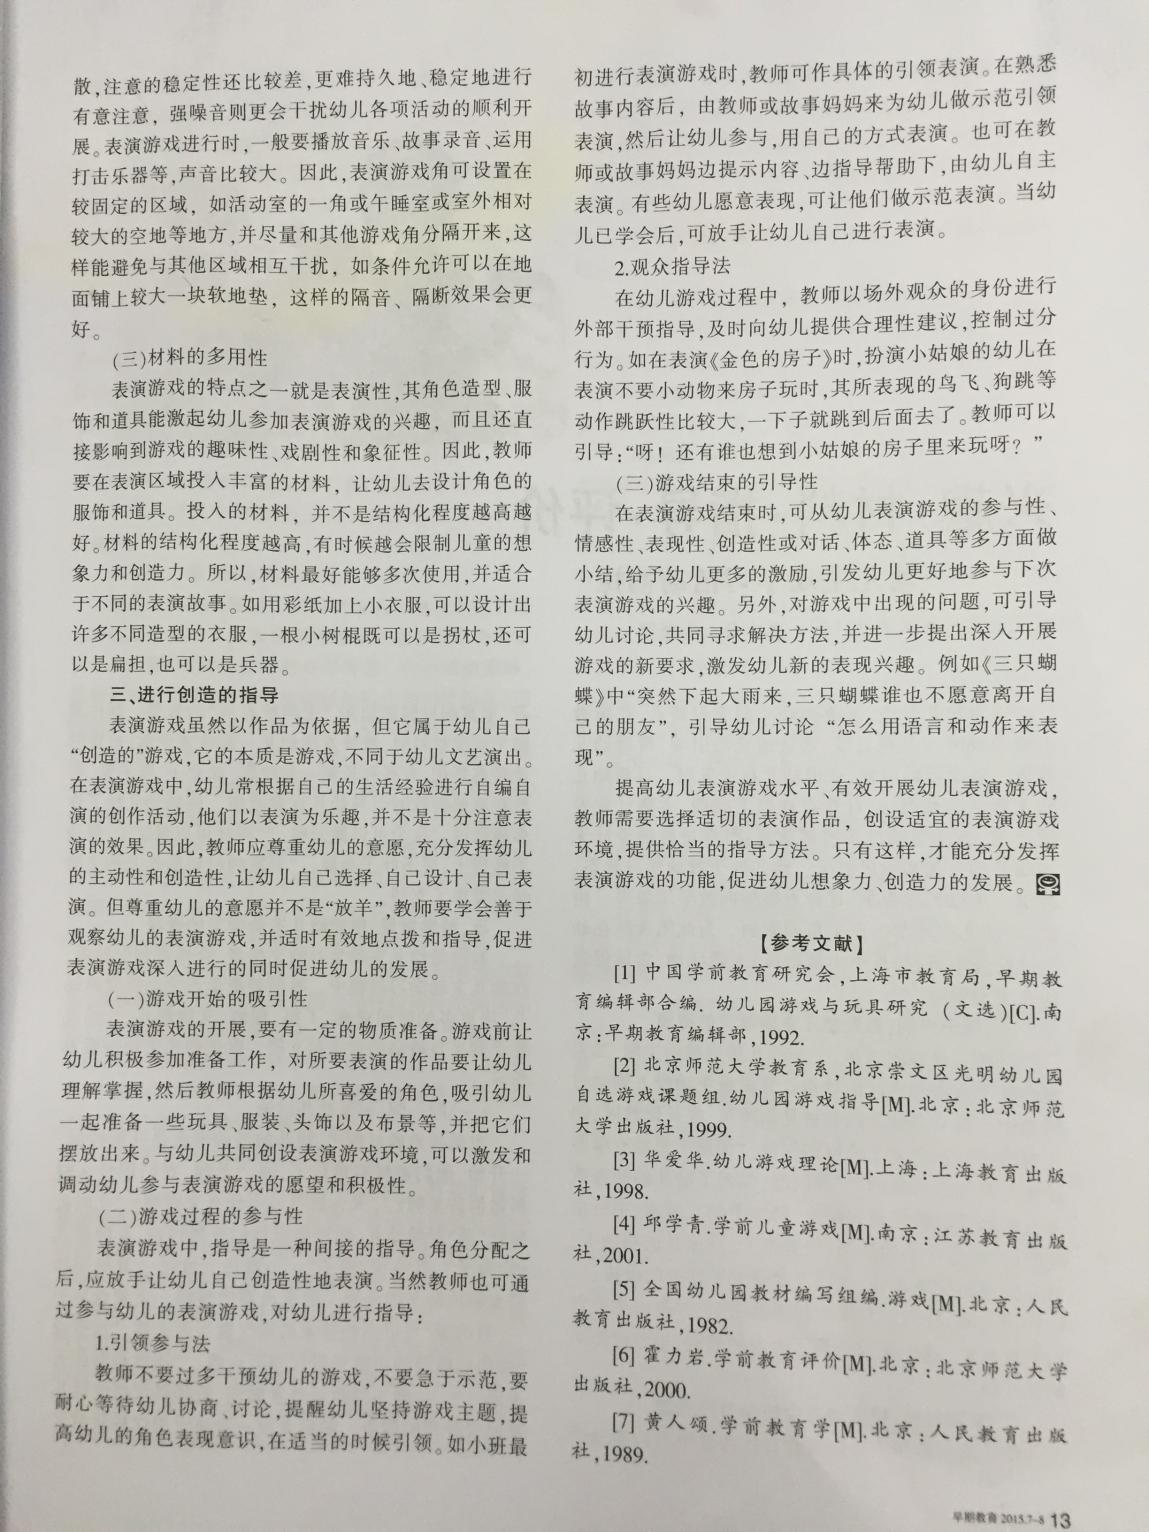 散,注意的稳定性还比较差,更难持久地、稳定地进行
有意注意，强噪音则更会干扰幼儿各项活动的顺利开
展。表演游戏进行时,一般要播放音乐、故事录音、运用
打击乐器等,声音比较大。因此,表演游戏角可设置在
较固定的区域，如活动室的一角或午睡室或室外相对
较大的空地等地方,并尽量和其他游戏角分隔开来,这
样能避免与其他区域相互干扰，如条件允许可以在地
面铺上较大一块软地垫，这样的隔音、隔断效果会更
好。
(三)材料的多用性
表演游戏的特点之一就是表演性,其角色造型、服
饰和道具能激起幼儿参加表演游戏的兴趣，而且还直
接影响到游戏的趣味性、戏剧性和象征性。因此,教师
要在表演区域投入丰富的材料，让幼儿去设计角色的
服饰和道具。投入的材料，并不是结构化程度越高越
好。材料的结构化程度越高,有时候越会限制儿童的想
象力和创造力。所以,材料最好能够多次使用,并适合
于不同的表演故事。如用彩纸加上小衣服,可以设计出
许多不同造型的衣服,一根小树棍既可以是拐杖,还可
以是扁担,也可以是兵器。
三、进行创造的指导
表演游戏虽然以作品为依据，但它属于幼儿自己
“创造的”游戏,它的本质是游戏,不同于幼儿文艺演出。
在表演游戏中,幼儿常根据自己的生活经验进行自编自
演的创作活动,他们以表演为乐趣,并不是十分注意表
演的效果。因此,教师应尊重幼儿的意愿,充分发挥幼儿
的主动性和创造性,让幼儿自己选择、自己设计、自己表
演。但尊重幼儿的意愿并不是“放羊”,教师要学会善于
观察幼儿的表演游戏,并适时有效地点拨和指导,促进
表演游戏深入进行的同时促进幼儿的发展。
(一)游戏开始的吸引性
表演游戏的开展,要有一定的物质准备。游戏前让
幼儿积极参加准备工作，对所要表演的作品要让幼儿
理解掌握,然后教师根据幼儿所喜爱的角色,吸引幼儿
一起准备一些玩具、服装、头饰以及布景等,并把它们
摆放出来。与幼儿共同创设表演游戏环境,可以激发和
调动幼儿参与表演游戏的愿望和积极性。
(二)游戏过程的参与性
表演游戏中,指导是一种间接的指导。角色分配之
后,应放手让幼儿自己创造性地表演。当然教师也可通
过参与幼儿的表演游戏,对幼儿进行指导:
1.引领参与法
教师不要过多干预幼儿的游戏,不要急于示范,要
耐心等待幼儿协商、讨论,提醒幼儿坚持游戏主题,提
高幼儿的角色表现意识,在适当的时候引领。如小班最
初进行表演游戏时,教师可作具体的引领表演。在熟悉
故事内容后，由教师或故事妈妈来为幼儿做示范引领
表演,然后让幼儿参与,用自己的方式表演。也可在教
师或故事妈妈边提示内容、边指导帮助下,由幼儿自主
表演。有些幼儿愿意表现,可让他们做示范表演。当幼
儿已学会后,可放手让幼儿自己进行表演。
2.观众指导法
在幼儿游戏过程中，教师以场外观众的身份进行
外部干预指导,及时向幼儿提供合理性建议,控制过分
行为。如在表演《金色的房子》时,扮演小姑娘的幼儿在
表演不要小动物来房子玩时,其所表现的鸟飞、狗跳等
动作跳跃性比较大,一下子就跳到后面去了。教师可以
引导:“呀！还有谁也想到小姑娘的房子里来玩呀？”
(三)游戏结束的引导性
在表演游戏结束时,可从幼儿表演游戏的参与性、
情感性、表现性、创造性或对话、体态、道具等多方面做
小结,给予幼儿更多的激励,引发幼儿更好地参与下次
表演游戏的兴趣。另外,对游戏中出现的问题,可引导
幼儿讨论,共同寻求解决方法,并进一步提出深入开展
游戏的新要求,激发幼儿新的表现兴趣。例如《三只蝴
蝶》中“突然下起大雨来,三只蝴蝶谁也不愿意离开自
己的朋友”，引导幼儿讨论“怎么用语言和动作来表
现”。
提高幼儿表演游戏水平、有效开展幼儿表演游戏，
教师需要选择适切的表演作品，创设适宜的表演游戏
环境,提供恰当的指导方法。只有这样,才能充分发挥
表演游戏的功能,促进幼儿想象力、创造力的发展。
【参考文献】
[1] 中国学前教育研究会,上海市教育局,早期教
育编辑部合编. 幼儿园游戏与玩具研究（文选)[C].南
京:早期教育编辑部,1992.
[2] 北京师范大学教育系,北京崇文区光明幼儿园
自选游戏课题组.幼儿园游戏指导[M].北京:北京师范
大学出版社,1999.
[3] 华爱华.幼儿游戏理论[M].上海:上海教育出版
社,1998.
[4] 邱学青.学前儿童游戏[M].南京:江苏教育出版
社,2001.
[5] 全国幼儿园教材编写组编.游戏[M].北京:人民
教育出版社,1982.
[6] 霍力岩.学前教育评价[M].北京:北京师范大学
出版社,2000.
[7] 黄人颂.学前教育学[M].北京:人民教育出版
社,1989.
早期教育 2015.7-8 13